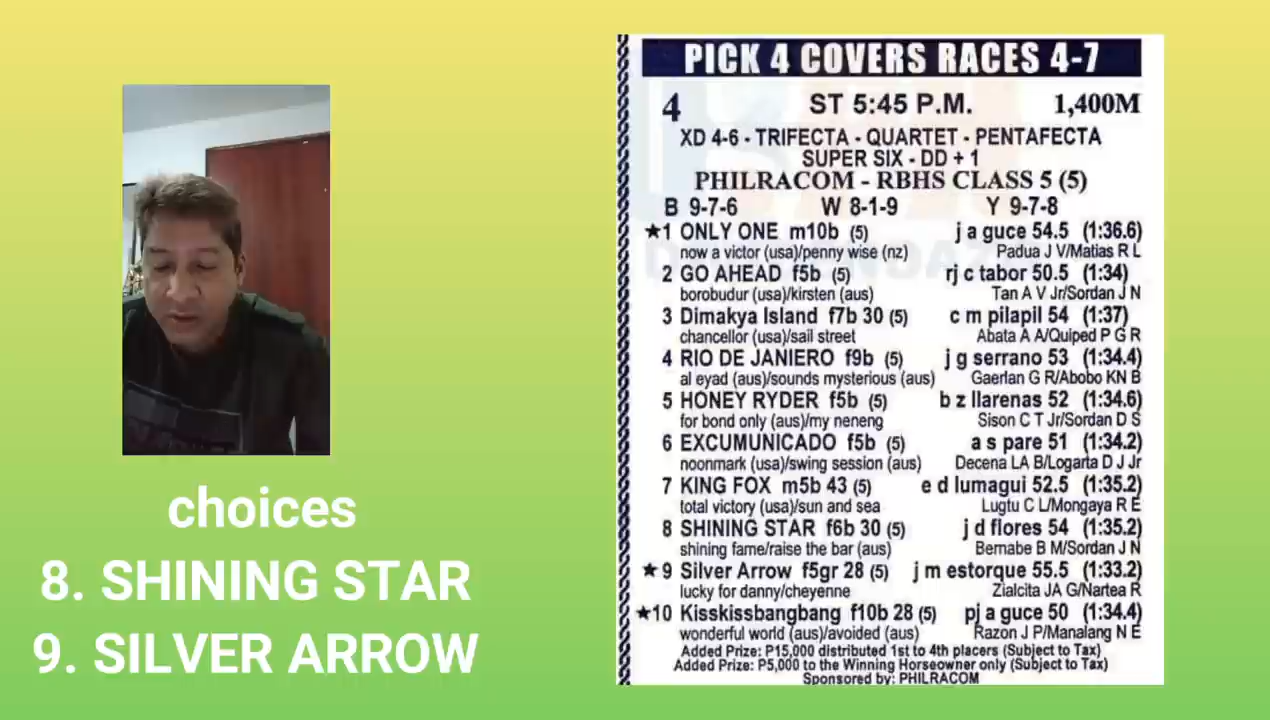 choices
8. SHINING STAR
9. SILVER ARROW
PICK 4 COVERS RACES 4-7
4 ST 5:45 P.M. 1,400M
XD 4-6 - TRIFECTA - QUARTET - PENTAFECTA
SUPER SIX - DD + 1
PHILRACOM - RBHS CLASS 5 (5)
B 9-7-6 W 8-1-9 Y 9-7-8
★1 ONLY ONE m10b (5) j a guce 54.5 (1:36.6)
now a victor (usa)/penny wise (nz) Padua J V/Matias R L
2 GO AHEAD f5b (5) rj c tabor 50.5 (1:34)
borobudur (usa)/kirsten (aus) Tan A V Jr/Sordan J N
3 Dimakya Island f7b 30 (5) c m pilapil 54 (1:37)
chancellor (usa)/sail street Abata A A/Quiped P G R
4 RIO DE JANIERO f9b (5) j g serrano 53 (1:34.4)
al eyad (aus)/sounds mysterious (aus) Gaerlan G R/Abobo KN B
5 HONEY RYDER f5b (5) b z llarenas 52 (1:34.6)
for bond only (aus)/my neneng Sison C T Jr/Sordan D S
6 EXCUMUNICADO f5b (5) a s pare 51 (1:34.2)
noonmark (usa)/swing session (aus) Decena LA B/Logarta D J Jr
7 KING FOX m5b 43 (5) e d lumagui 52.5 (1:35.2)
total victory (usa)/sun and sea Lugtu C L/Mongaya R E
8 SHINING STAR f6b 30 (5) j d flores 54 (1:35.2)
shining fame/raise the bar (aus) Bernabe B M/Sordan J N
★9 Silver Arrow f5gr 28 (5) j m estorque 55.5 (1:33.2)
lucky for danny/cheyenne Zialcita JA G/Nartea R
★10 Kisskissbangbang f10b 28 (5) pj a guce 50 (1:34.4)
wonderful world (aus)/avoided (aus) Razon J P/Manalang N E
Added Prize: P15,000 distributed 1st to 4th placers (Subject to Tax)
Added Prize: P5,000 to the Winning Horseowner only (Subject to Tax)
Sponsored by: PHILRACOM